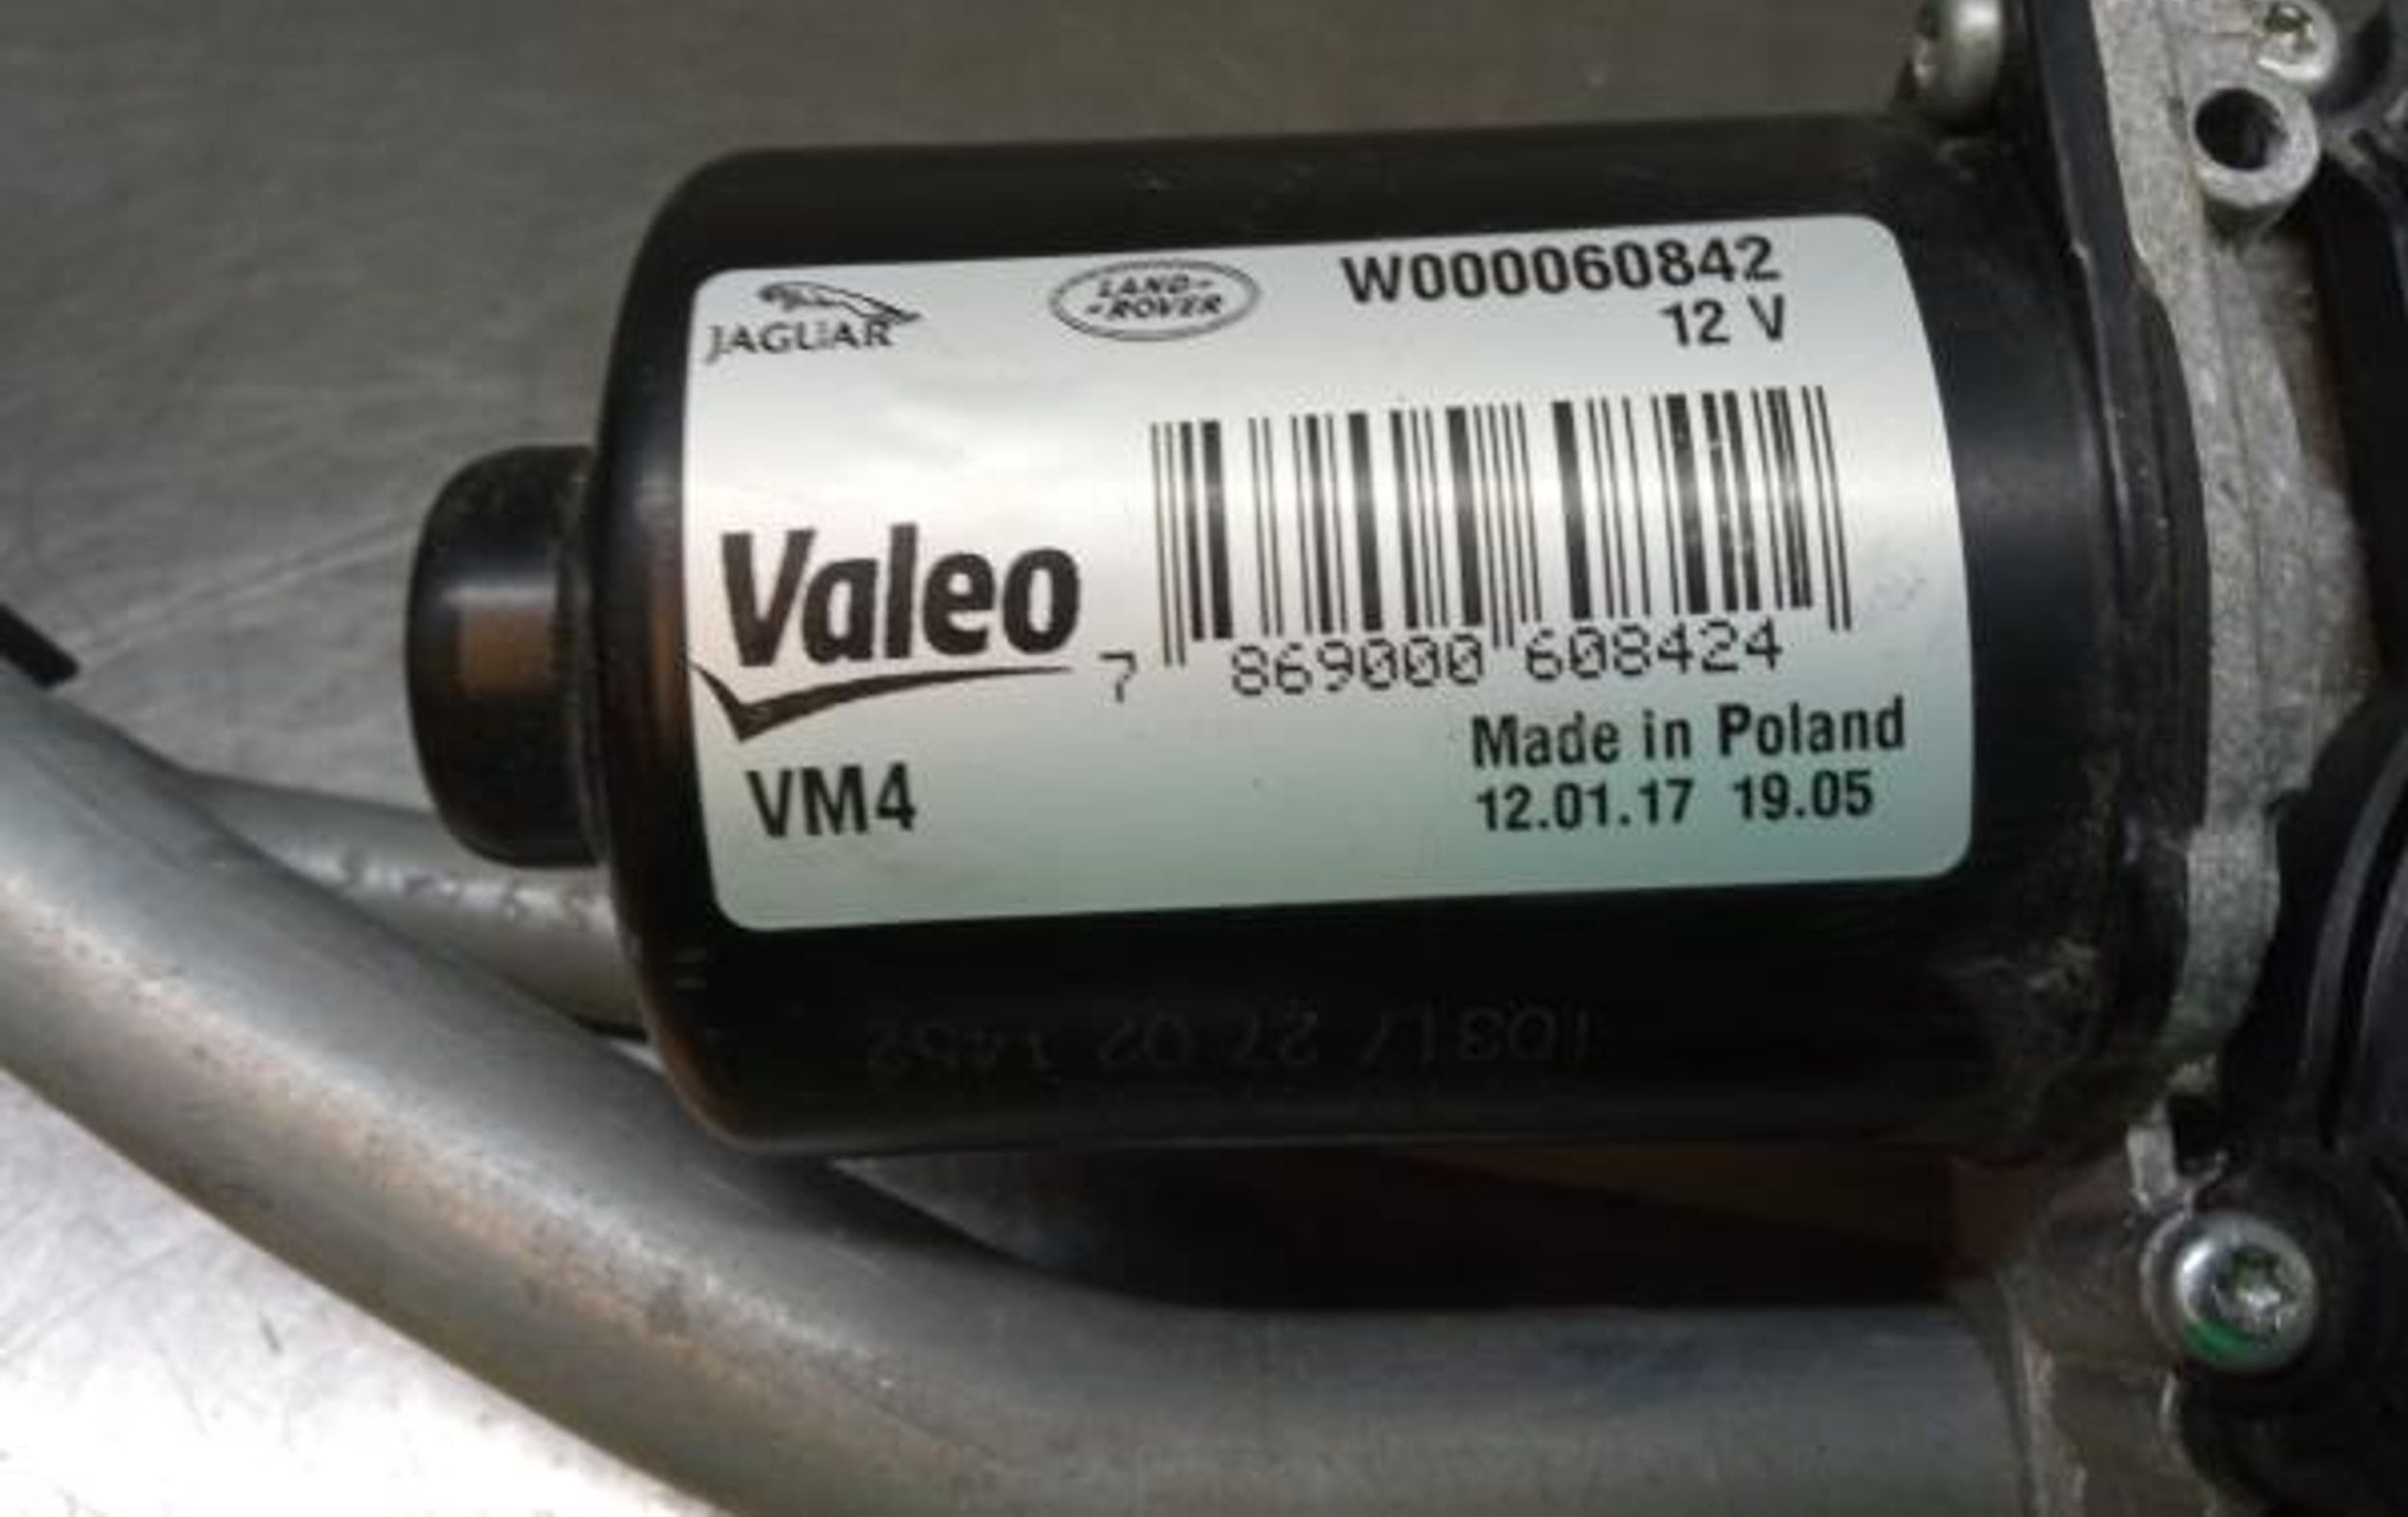 JAGUAR
LAND-
-ROVER
W000060842
12 V
Valeo
7 869000 608424
VM4
Made in Poland
12.01.17 19.05